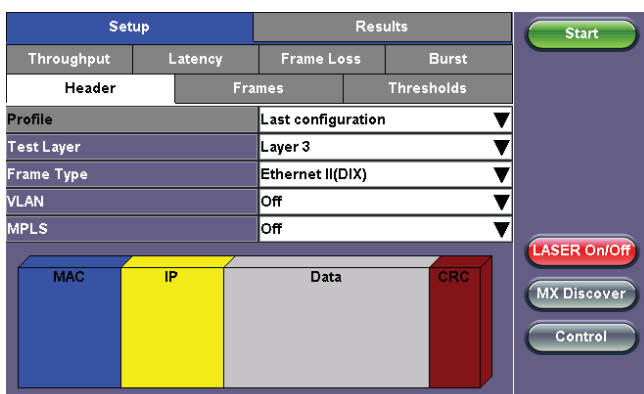 Setup Results
Throughput Latency Frame Loss Burst
Header Frames Thresholds
Profile Last configuration
Test Layer Layer 3
Frame Type Ethernet II(DIX)
VLAN Off
MPLS Off
MAC IP Data CRC
Start
LASER On/Off
MX Discover
Control